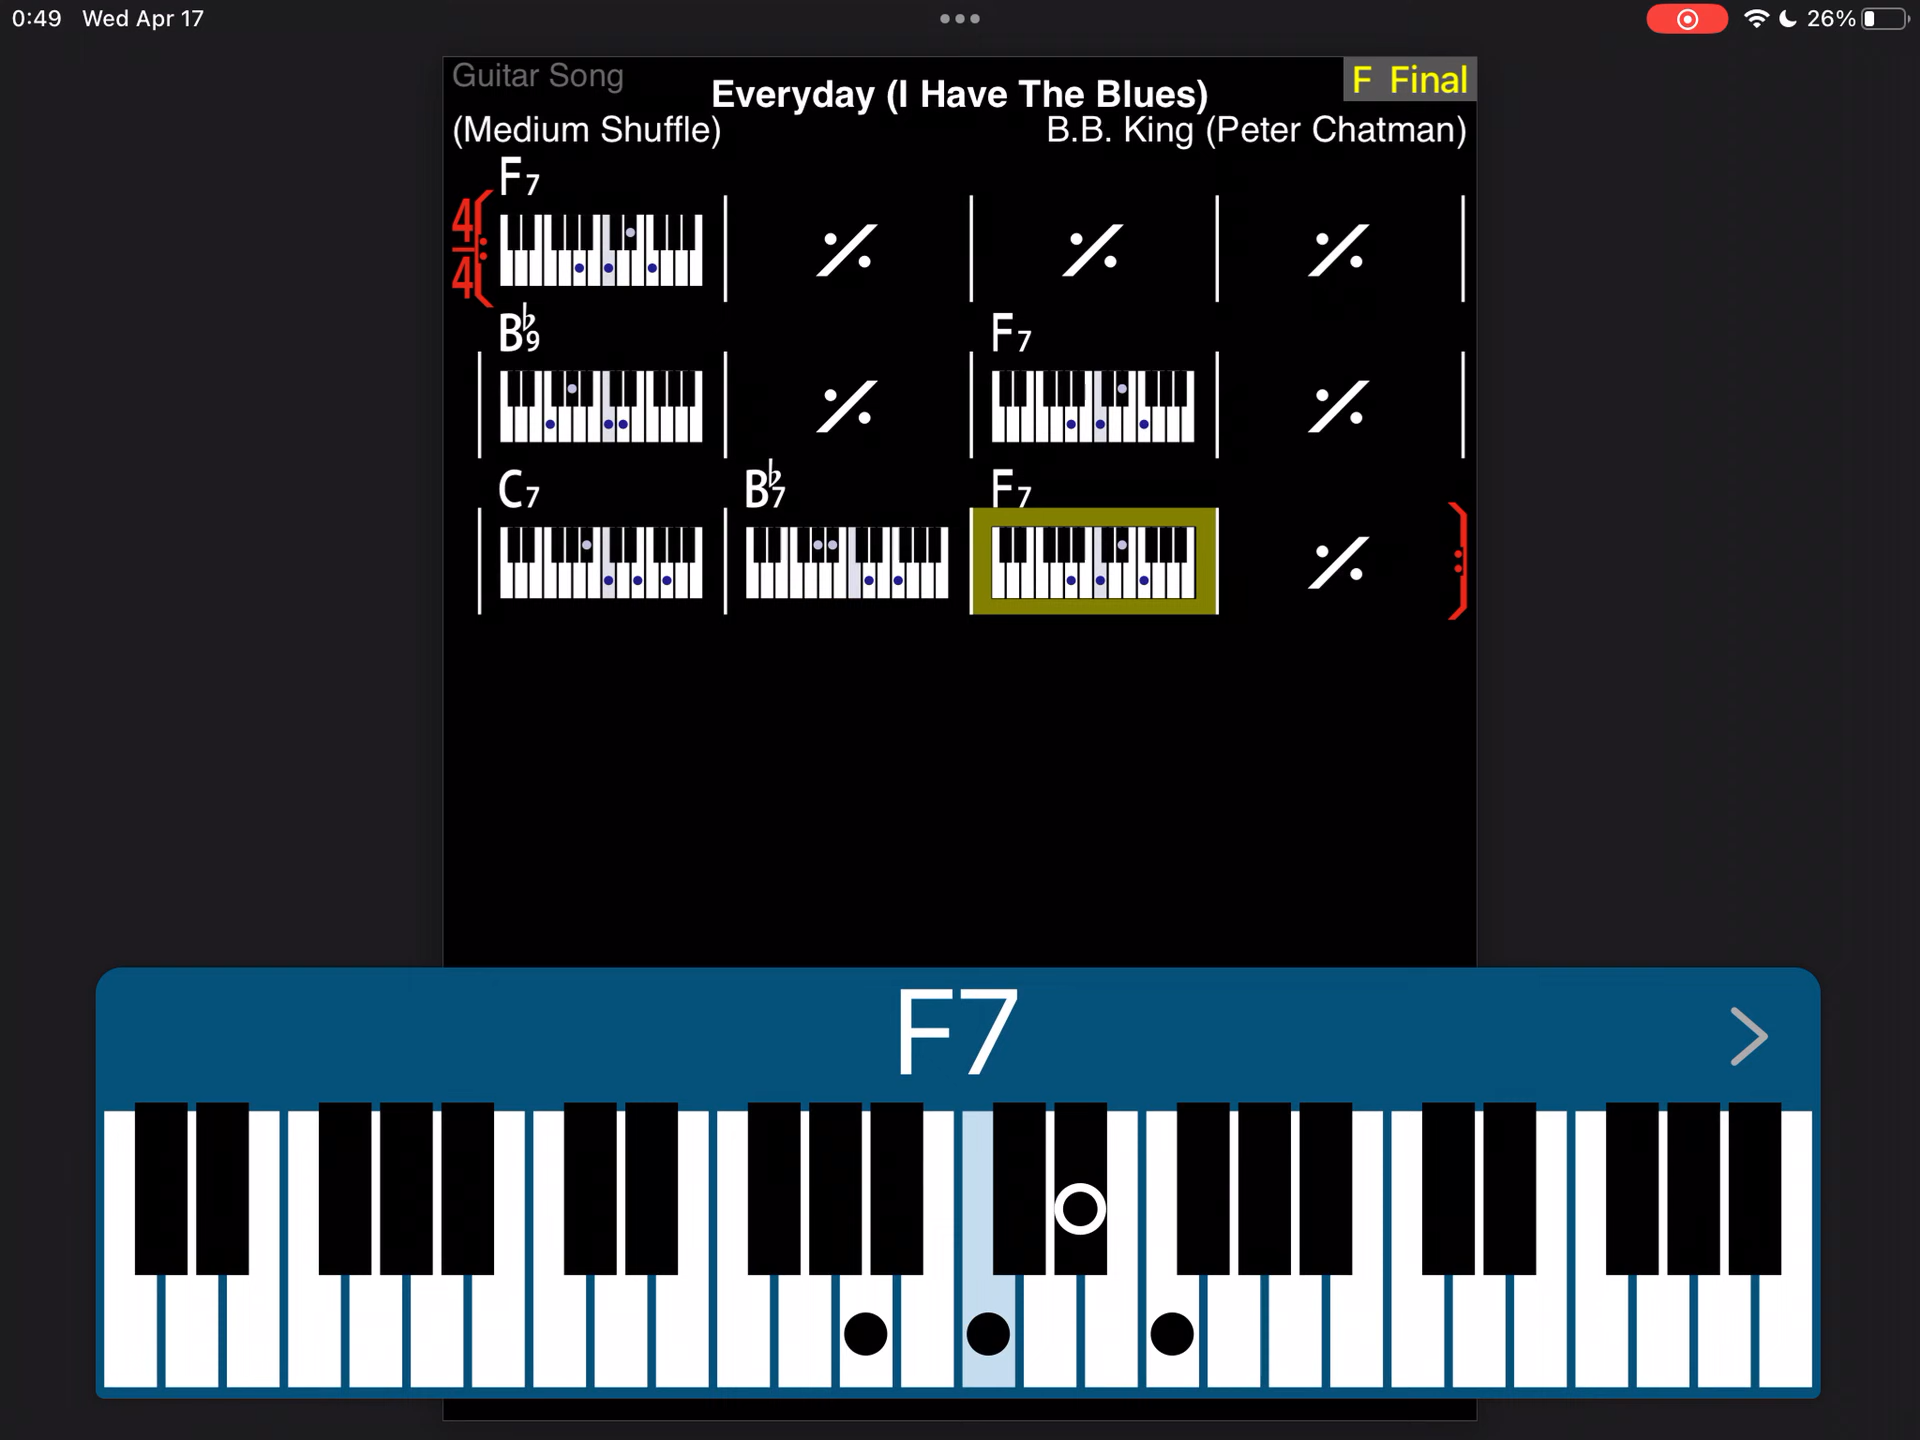 0:49 Wed Apr 17 26%
Guitar Song
F Final
Everyday (I Have The Blues)
(Medium Shuffle)
B.B. King (Peter Chatman)
F7
4
4
B♭9 F7
C7 B♭7 F7
F7